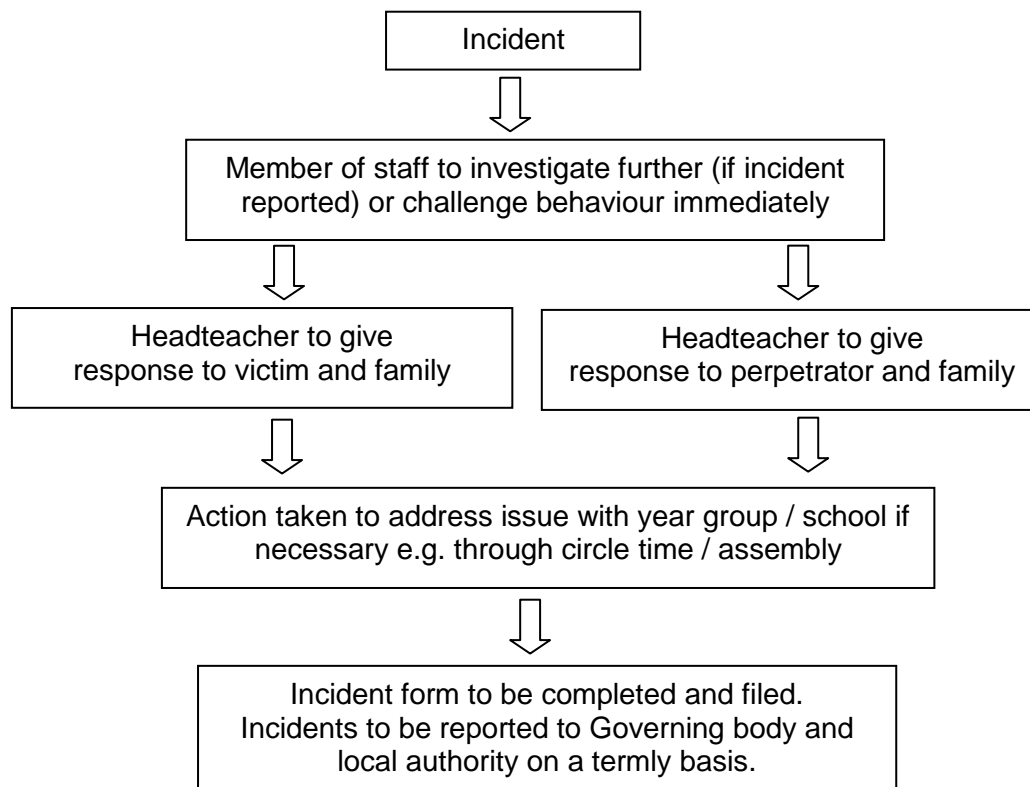 Incident
Member of staff to investigate further (if incident
reported) or challenge behaviour immediately
Headteacher to give
response to victim and family
Headteacher to give
response to perpetrator and family
Action taken to address issue with year group / school if
necessary e.g. through circle time / assembly
Incident form to be completed and filed.
Incidents to be reported to Governing body and
local authority on a termly basis.